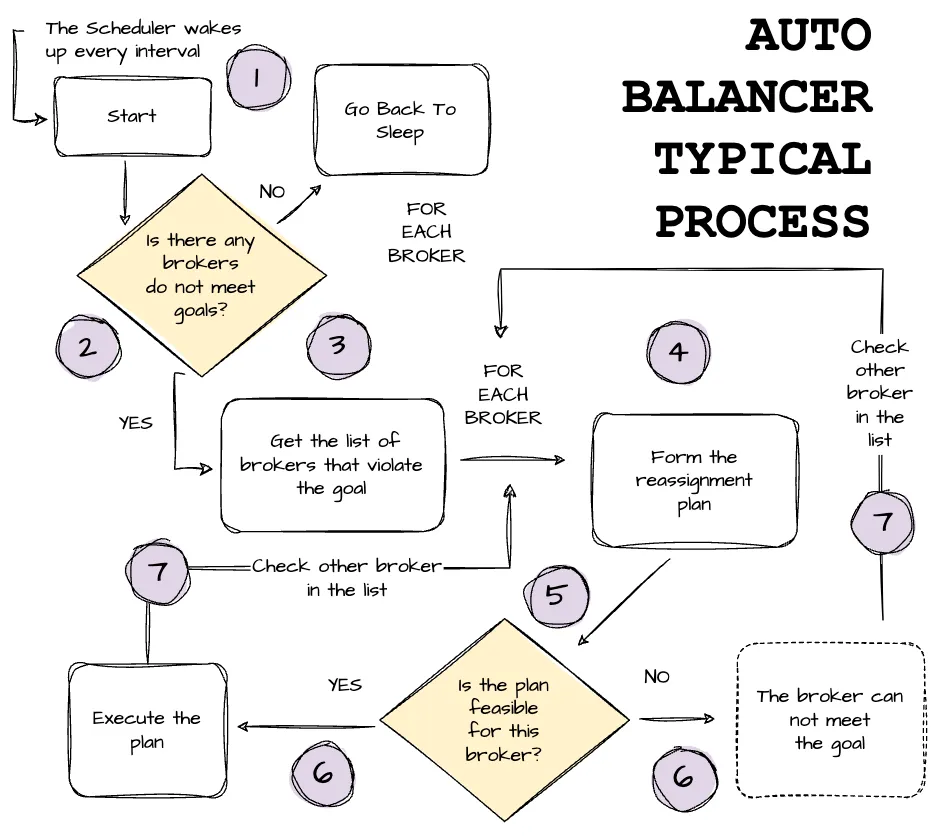 The Scheduler wakes
up every interval
AUTO
BALANCER
TYPICAL
PROCESS
1
Start
Go Back To
Sleep
NO
FOR
EACH
BROKER
Is there any
brokers
do not meet
goals?
2
3
4
Check
other
broker
in the
list
FOR
EACH
BROKER
YES
Get the list of
brokers that violate
the goal
Form the
reassignment
plan
7
7
Check other broker
in the list
5
YES
Is the plan
feasible
for this
broker?
NO
Execute the
plan
The broker can
not meet
the goal
6
6